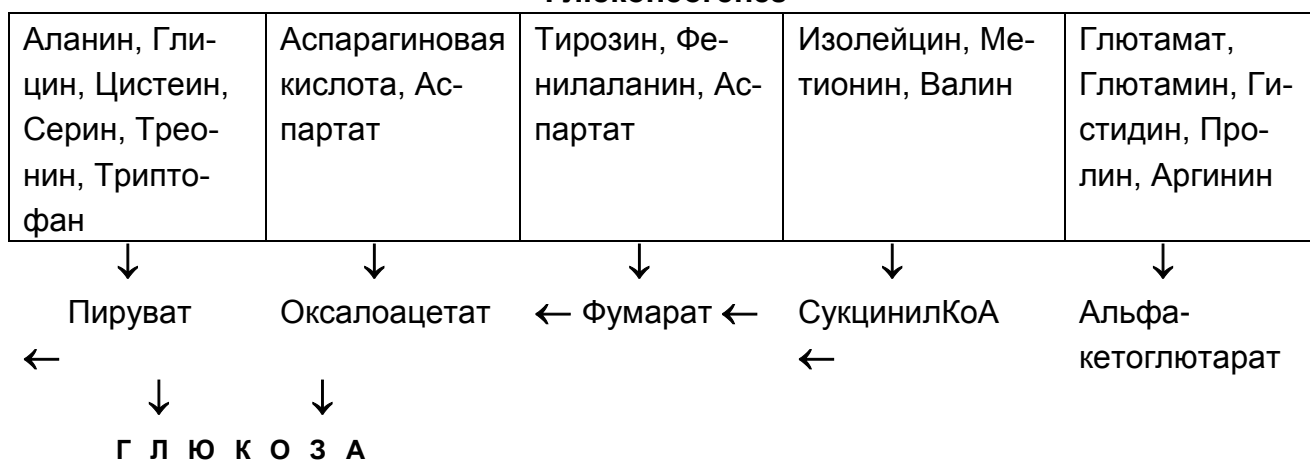 Аланин, Гли-
цин, Цистеин,
Серин, Трео-
нин, Трипто-
фан
Аспарагиновая
кислота, Ас-
партат
Тирозин, Фе-
нилаланин, Ас-
партат
Изолейцин, Ме-
тионин, Валин
Глютамат,
Глютамин, Ги-
стидин, Про-
лин, Аргинин
↓ ↓ ↓ ↓ ↓
Пируват Оксалоацетат ← Фумарат ← СукцинилКоА Альфа-
← ← кетоглютарат
↓ ↓
Г Л Ю К О З А